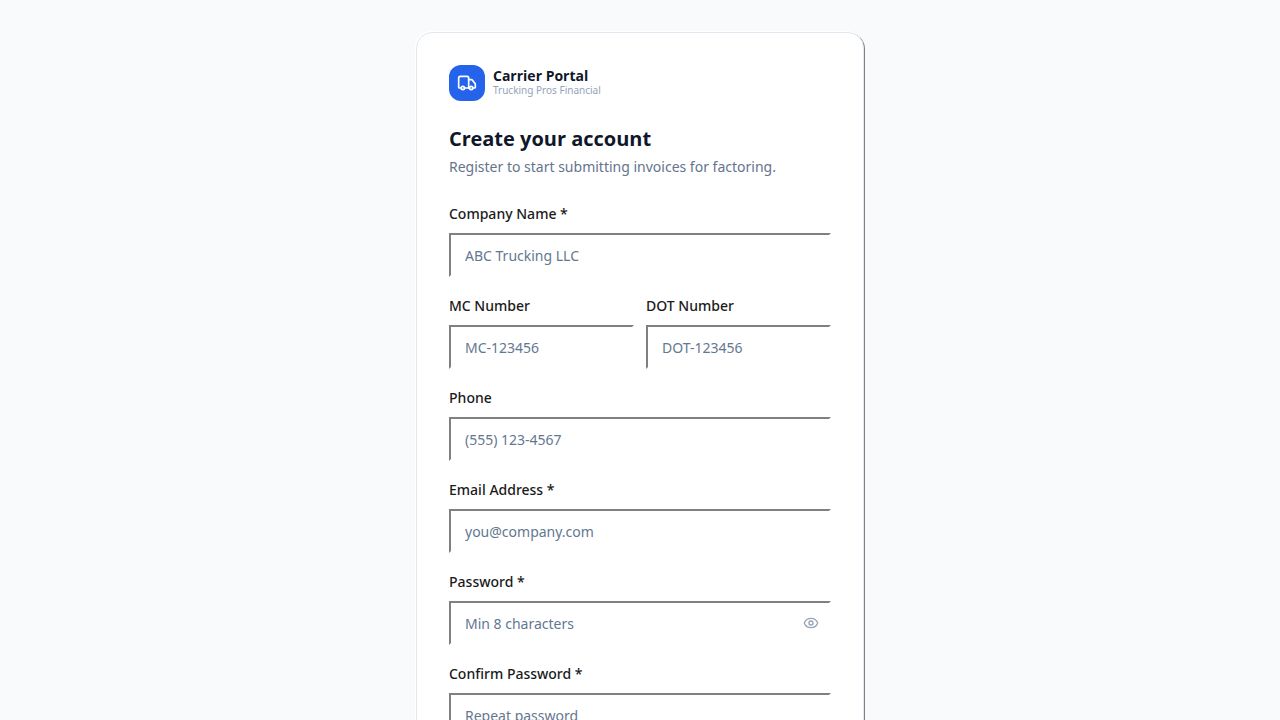 Carrier Portal
Trucking Pros Financial
Create your account
Register to start submitting invoices for factoring.
Company Name *
ABC Trucking LLC
MC Number
DOT Number
MC-123456
DOT-123456
Phone
(555) 123-4567
Email Address *
you@company.com
Password *
Min 8 characters
Confirm Password *
Repeat password